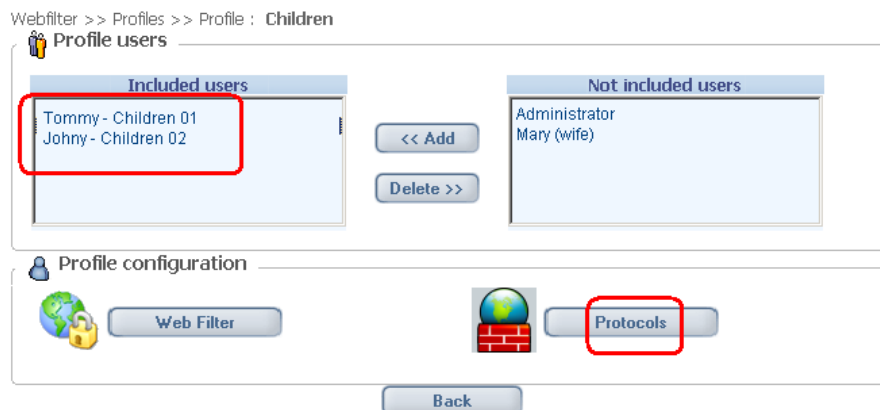 Webfilter >> Profiles >> Profile : Children
Profile users
Included users
Not included users
Tommy - Children 01
Johny - Children 02
<< Add
Delete >>
Administrator
Mary (wife)
Profile configuration
Web Filter
Protocols
Back